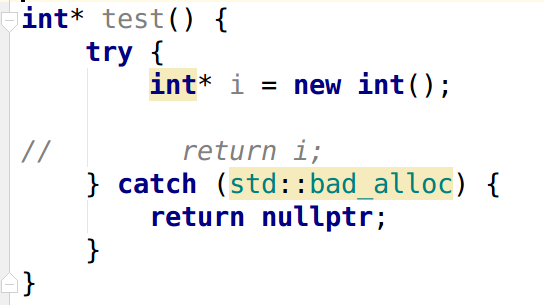 int* test() {
    try {
        int* i = new int();

//        return i;
    } catch (std::bad_alloc) {
        return nullptr;
    }
}